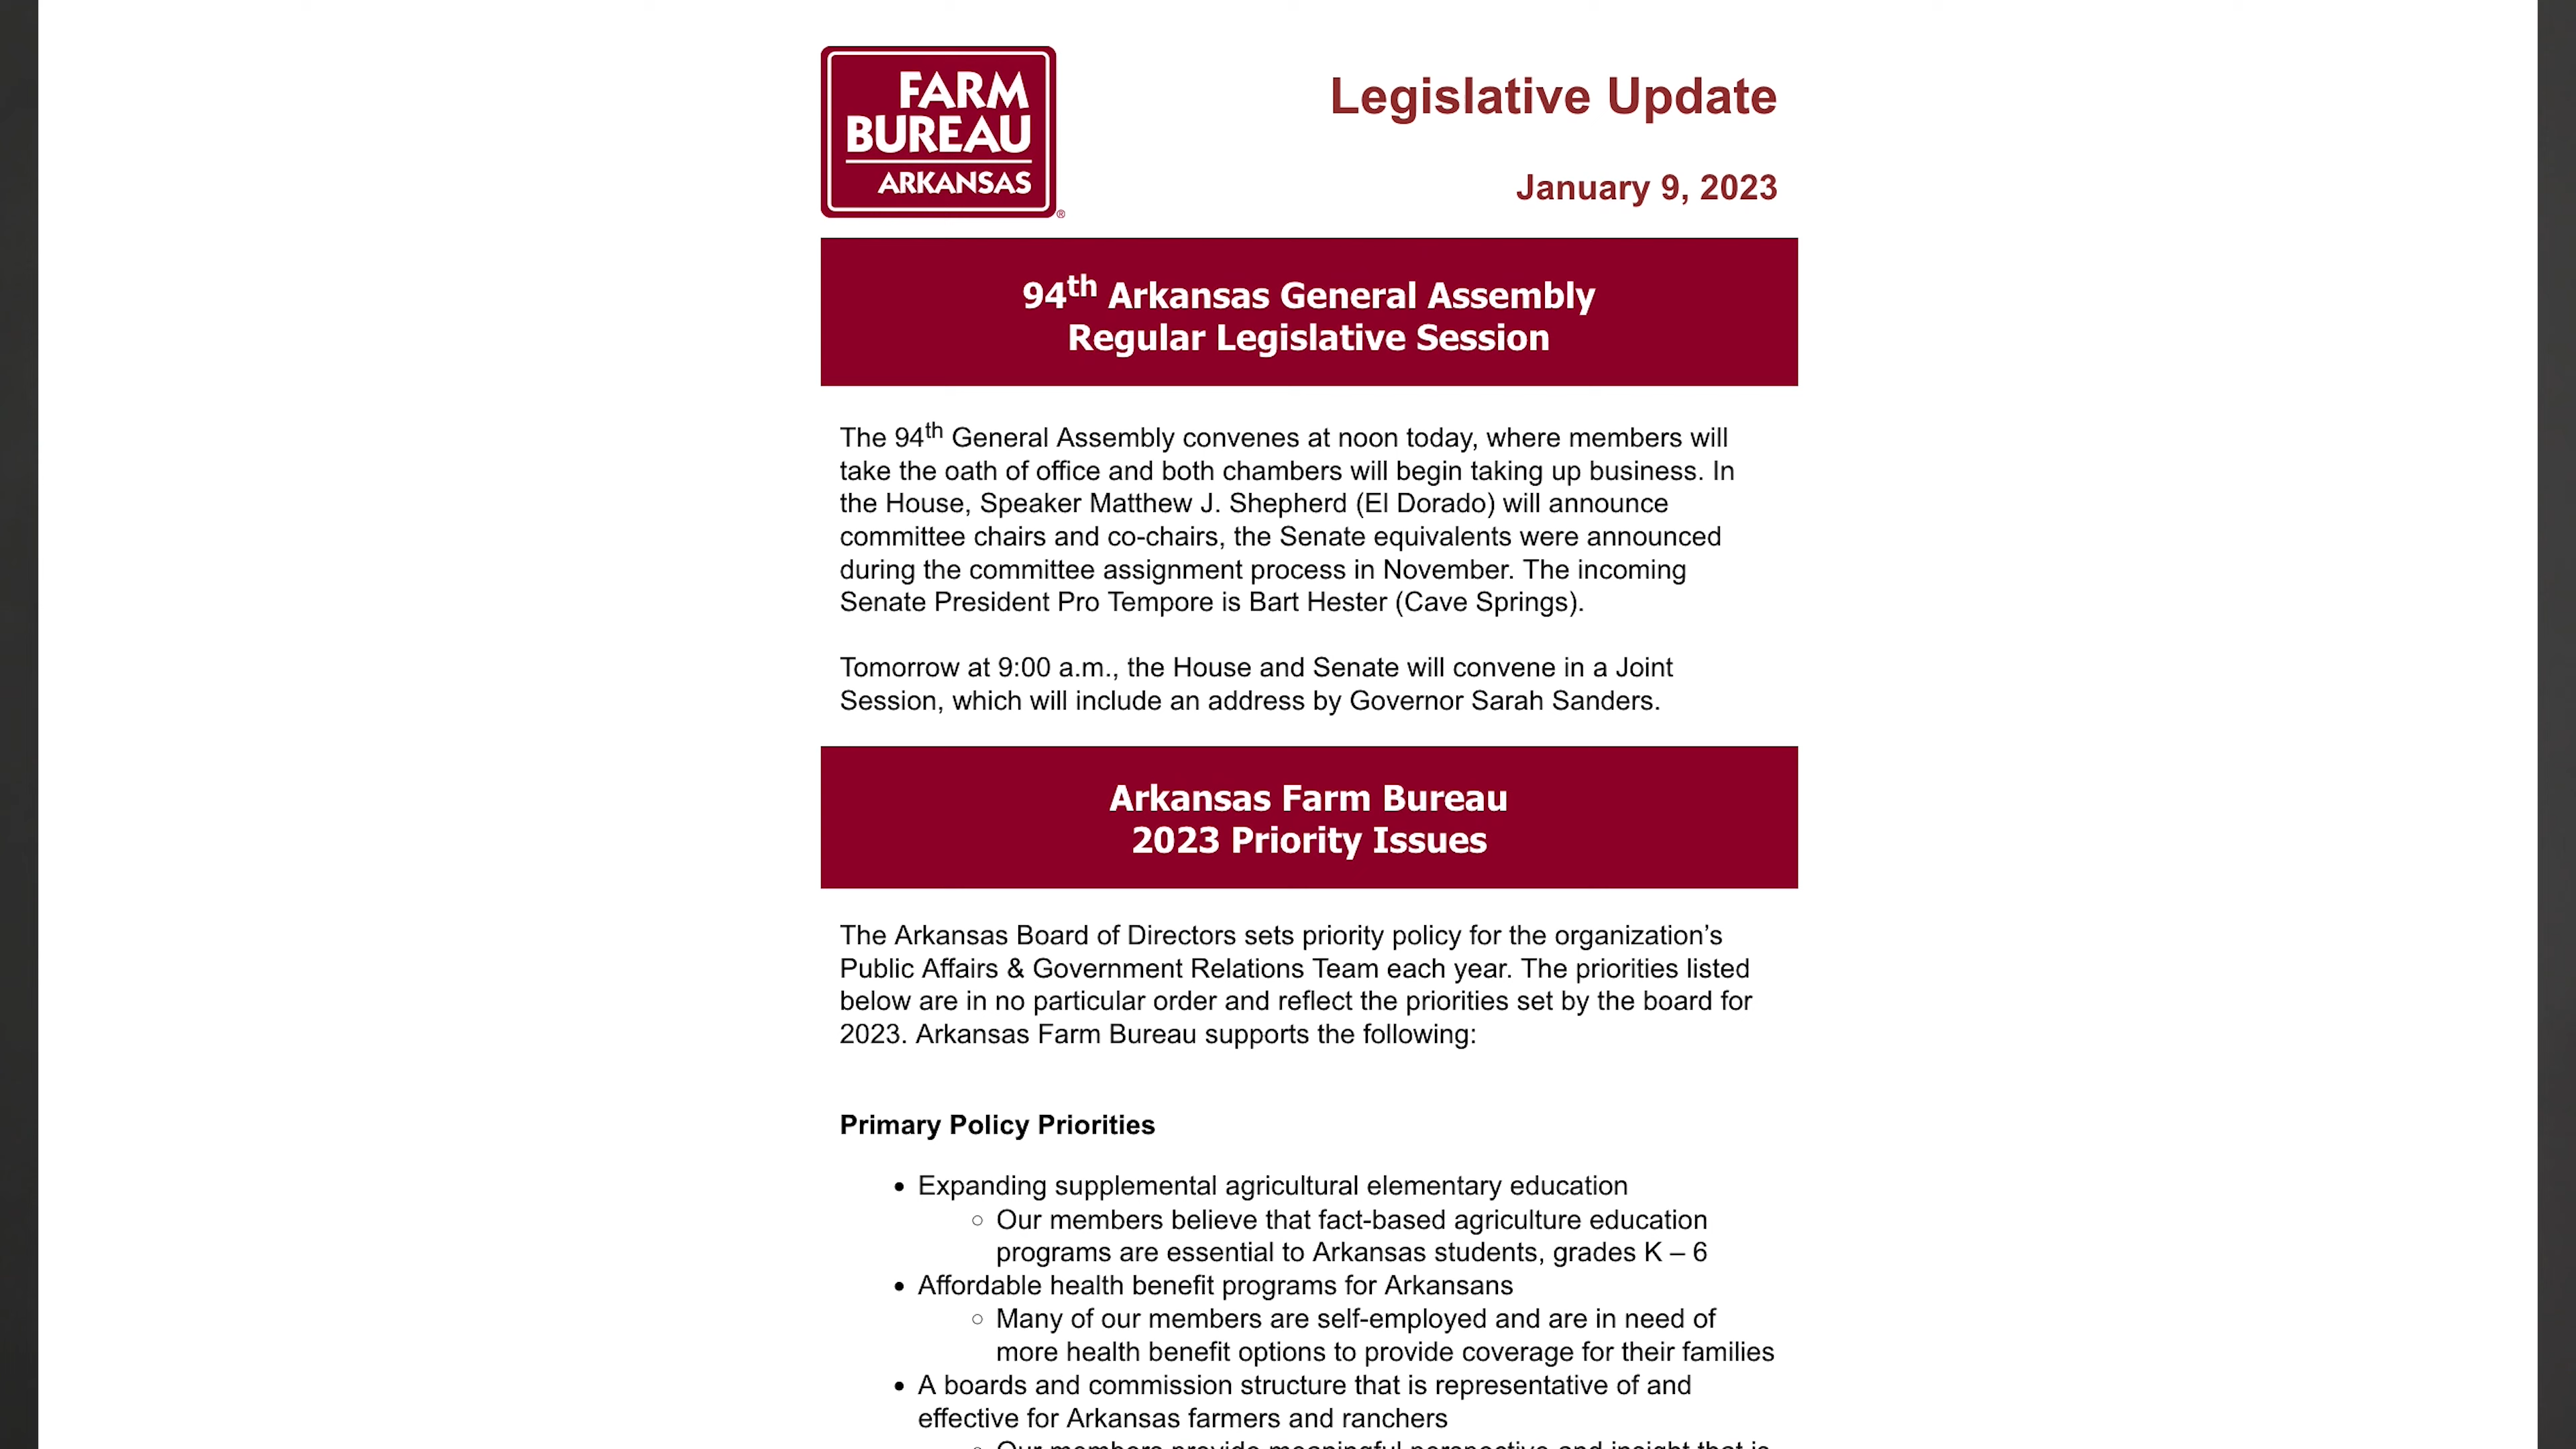 FARM
BUREAU
ARKANSAS
®
Legislative Update
January 9, 2023
94th Arkansas General Assembly
Regular Legislative Session
The 94th General Assembly convenes at noon today, where members will
take the oath of office and both chambers will begin taking up business. In
the House, Speaker Matthew J. Shepherd (El Dorado) will announce
committee chairs and co-chairs, the Senate equivalents were announced
during the committee assignment process in November. The incoming
Senate President Pro Tempore is Bart Hester (Cave Springs).
Tomorrow at 9:00 a.m., the House and Senate will convene in a Joint
Session, which will include an address by Governor Sarah Sanders.
Arkansas Farm Bureau
2023 Priority Issues
The Arkansas Board of Directors sets priority policy for the organization’s
Public Affairs & Government Relations Team each year. The priorities listed
below are in no particular order and reflect the priorities set by the board for
2023. Arkansas Farm Bureau supports the following:
Primary Policy Priorities
• Expanding supplemental agricultural elementary education
○ Our members believe that fact-based agriculture education
programs are essential to Arkansas students, grades K – 6
• Affordable health benefit programs for Arkansans
○ Many of our members are self-employed and are in need of
more health benefit options to provide coverage for their families
• A boards and commission structure that is representative of and
effective for Arkansas farmers and ranchers
○ Our members provide meaningful perspective and insight that is